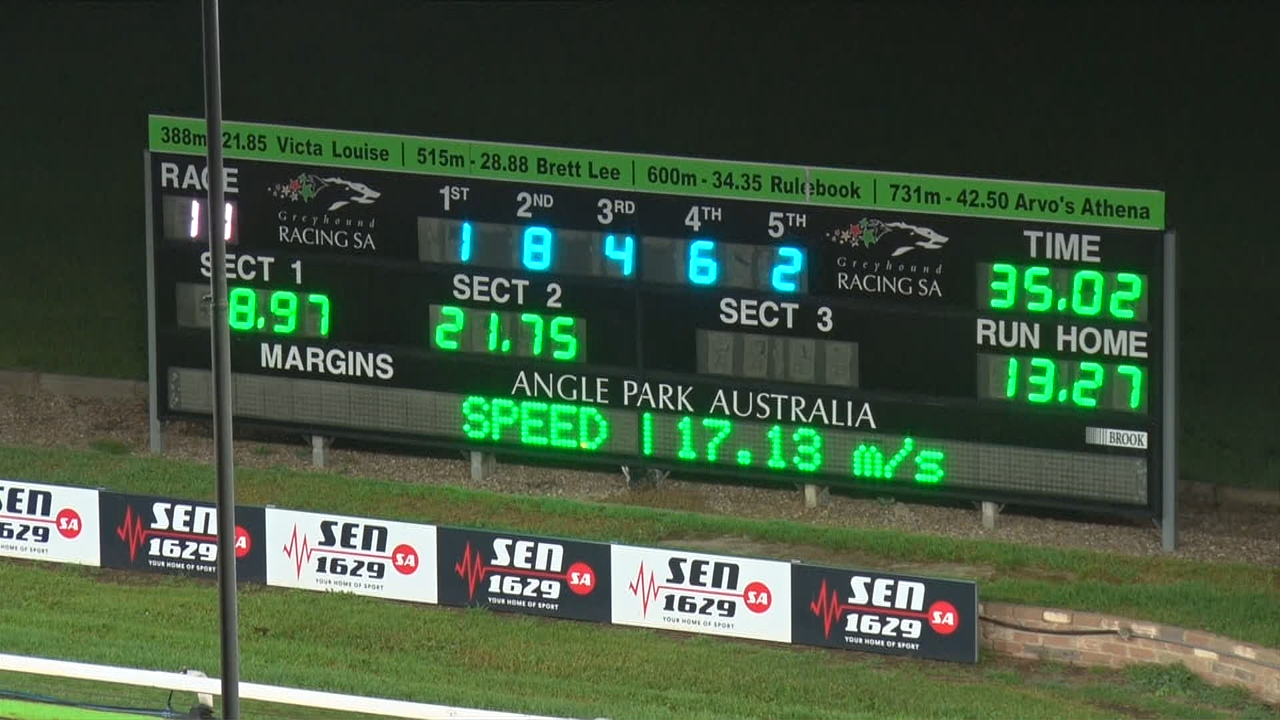 388m - 21.85 Victa Louise | 515m - 28.88 Brett Lee | 600m - 34.35 Rulebook | 731m - 42.50 Arvo's Athena
RACE
11
Greyhound
RACING SA
1ST 2ND 3RD 4TH 5TH
1 8 4 6 2
Greyhound
RACING SA
TIME
35.02
SECT 1
8.97
SECT 2
21.75
SECT 3
RUN HOME
13.27
MARGINS
ANGLE PARK AUSTRALIA
SPEED | 17.13 m/s
BROOK
SEN
1629
SA
YOUR HOME OF SPORT
SEN
1629
SA
YOUR HOME OF SPORT
SEN
1629
SA
YOUR HOME OF SPORT
SEN
1629
SA
YOUR HOME OF SPORT
SEN
1629
SA
YOUR HOME OF SPORT
SEN
1629
SA
YOUR HOME OF SPORT